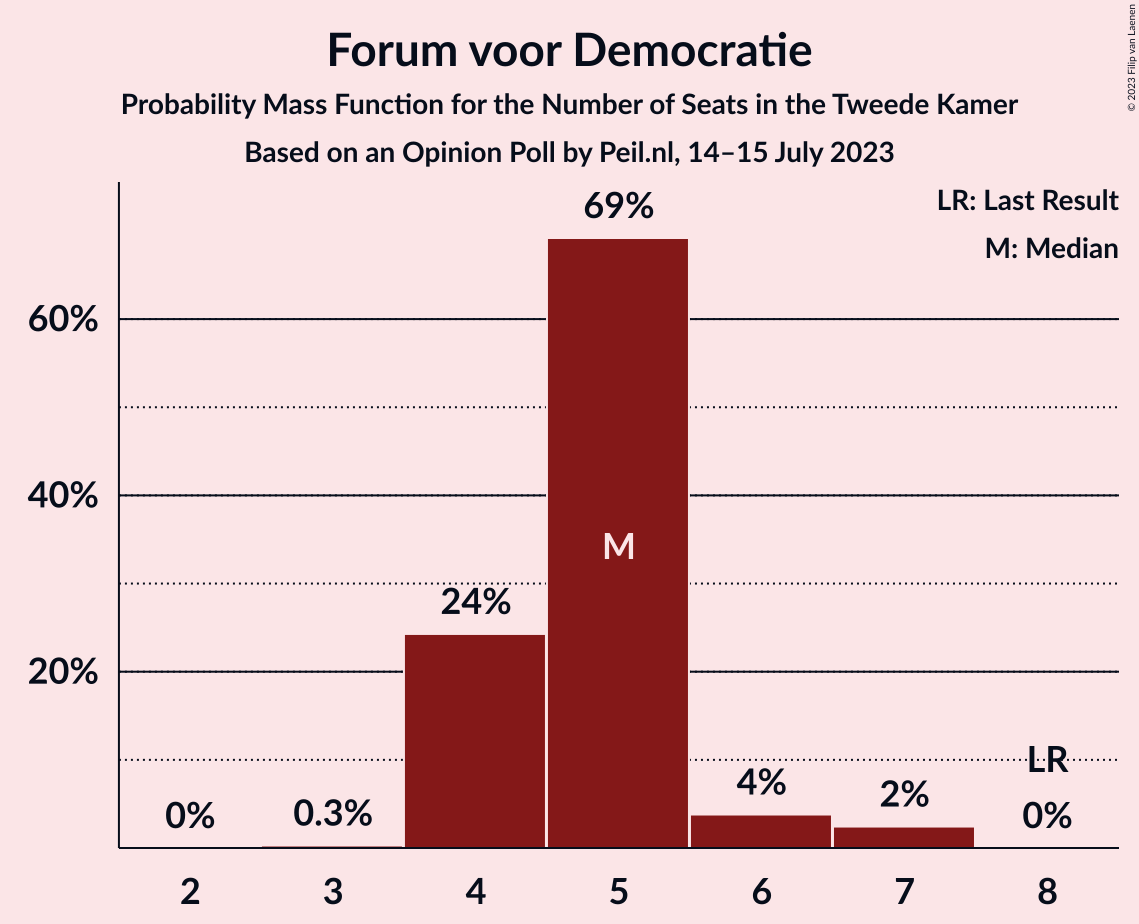 Forum voor Democratie
Probability Mass Function for the Number of Seats in the Tweede Kamer
Based on an Opinion Poll by Peil.nl, 14–15 July 2023
© 2023 Filip van Laenen
LR: Last Result
M: Median
69%
60%
40%
M
24%
20%
LR
4%
2%
0%
0.3%
0%
2 3 4 5 6 7 8